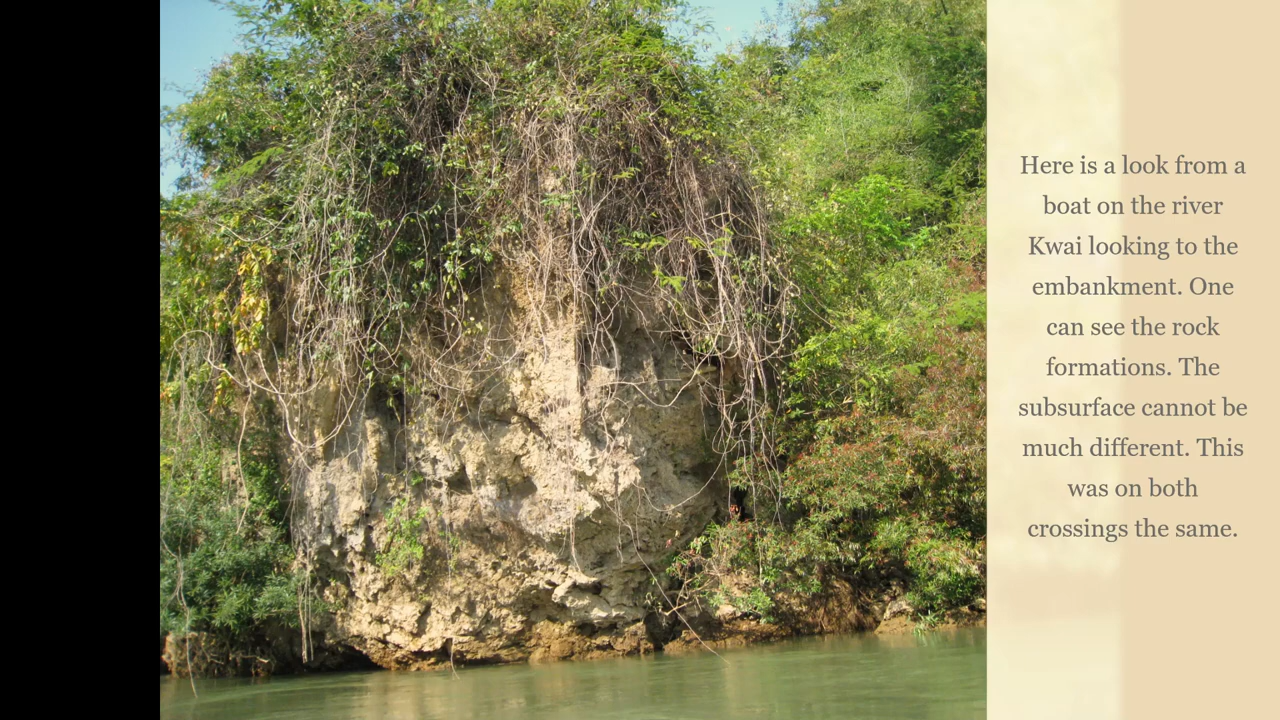 Here is a look from a
boat on the river
Kwai looking to the
embankment. One
can see the rock
formations. The
subsurface cannot be
much different. This
was on both
crossings the same.